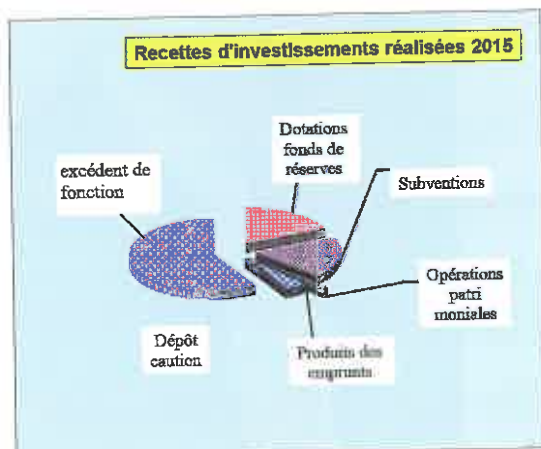 Recettes d'investissements réalisées 2015
Dotations
fonds de
réserves
excédent de
fonction
Subventions
Opérations
patri
moniales
Dépôt
caution
Produits des
emprunts